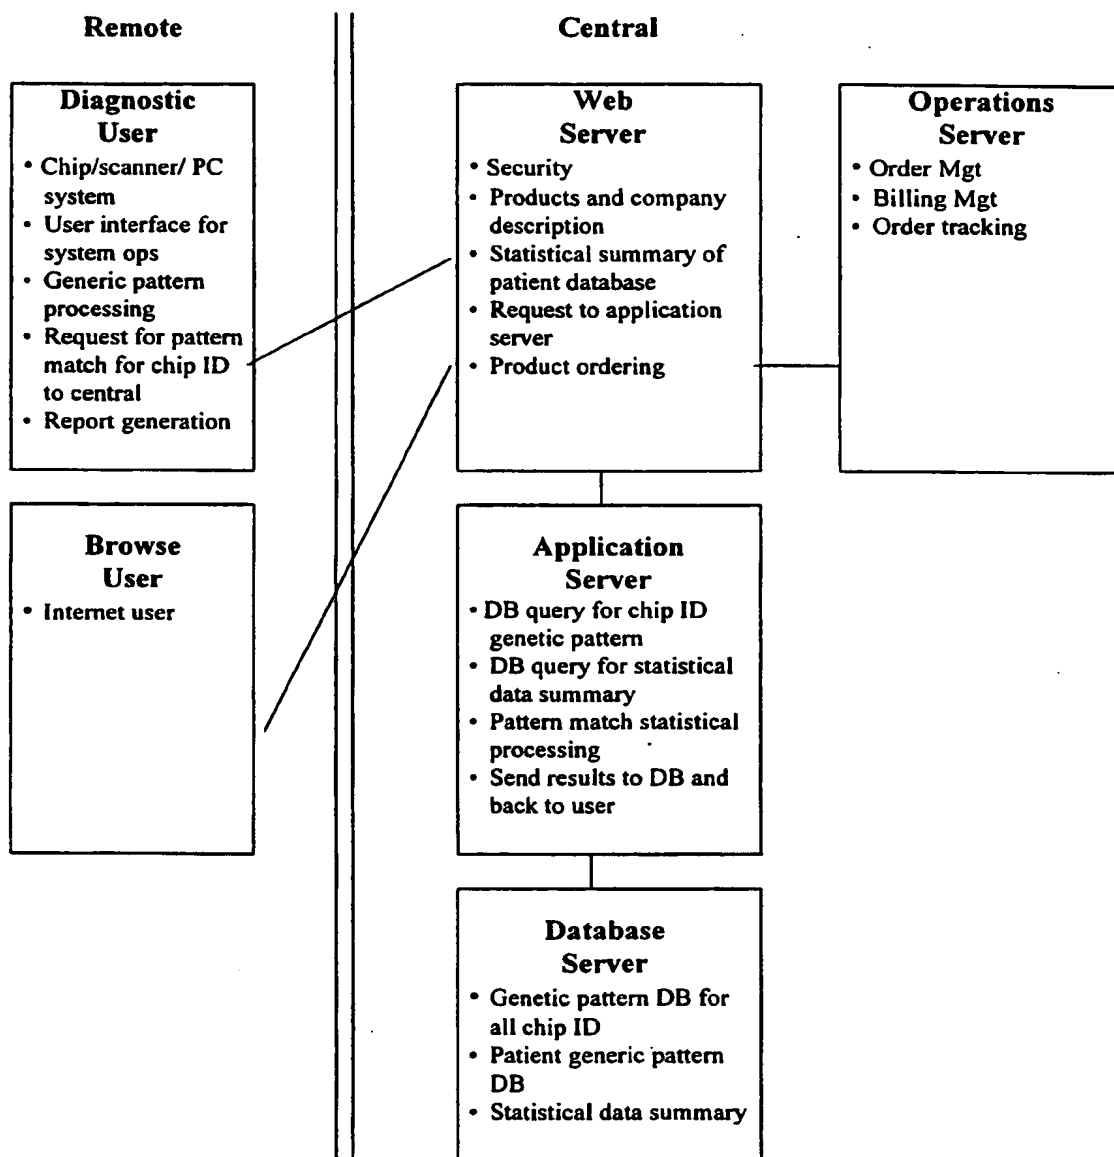 Remote
Central
Diagnostic
User
• Chip/scanner/ PC
system
• User interface for
system ops
• Generic pattern
processing
• Request for pattern
match for chip ID
to central
• Report generation
Web
Server
• Security
• Products and company
description
• Statistical summary of
patient database
• Request to application
server
• Product ordering
Operations
Server
• Order Mgt
• Billing Mgt
• Order tracking
Browse
User
• Internet user
Application
Server
• DB query for chip ID
genetic pattern
• DB query for statistical
data summary
• Pattern match statistical
processing
• Send results to DB and
back to user
Database
Server
• Genetic pattern DB for
all chip ID
• Patient generic pattern
DB
• Statistical data summary